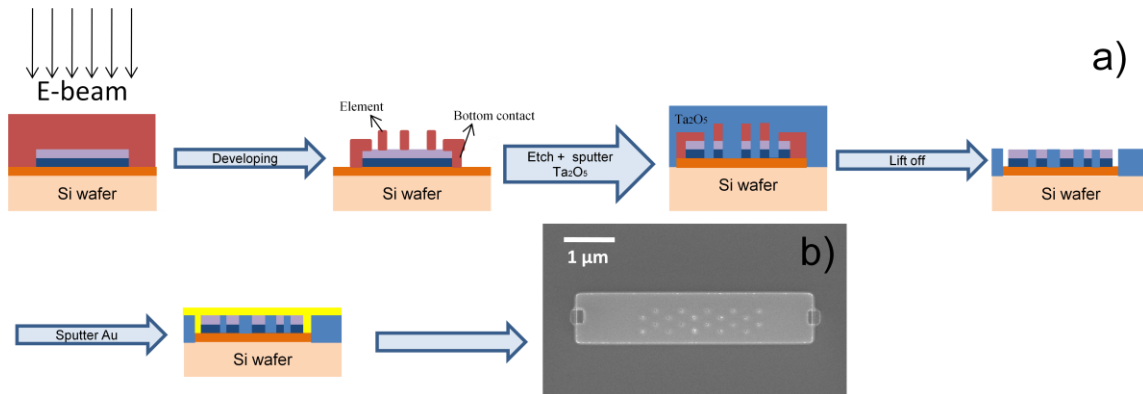 a)
E-beam
Element
Bottom contact
Ta₂O₅
Developing
Etch + sputter
Ta₂O₅
Lift off
Si wafer
Si wafer
Si wafer
Si wafer
b)
1 μm
Sputter Au
Si wafer